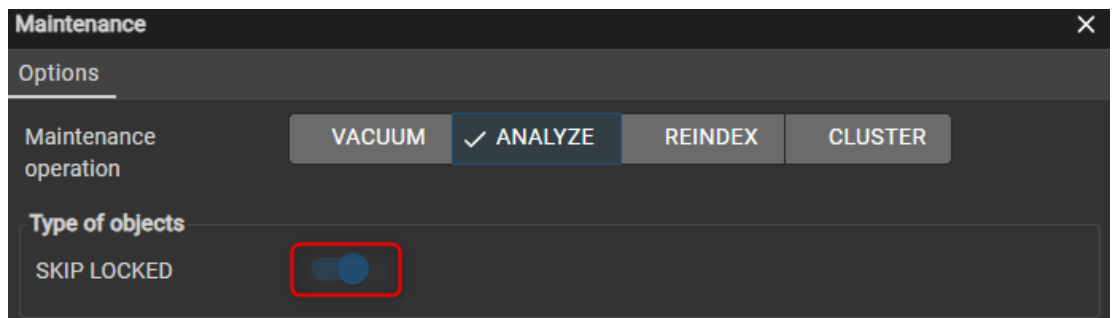 Maintenance
Options
Maintenance operation
VACUUM ANALYZE REINDEX CLUSTER
Type of objects
SKIP LOCKED